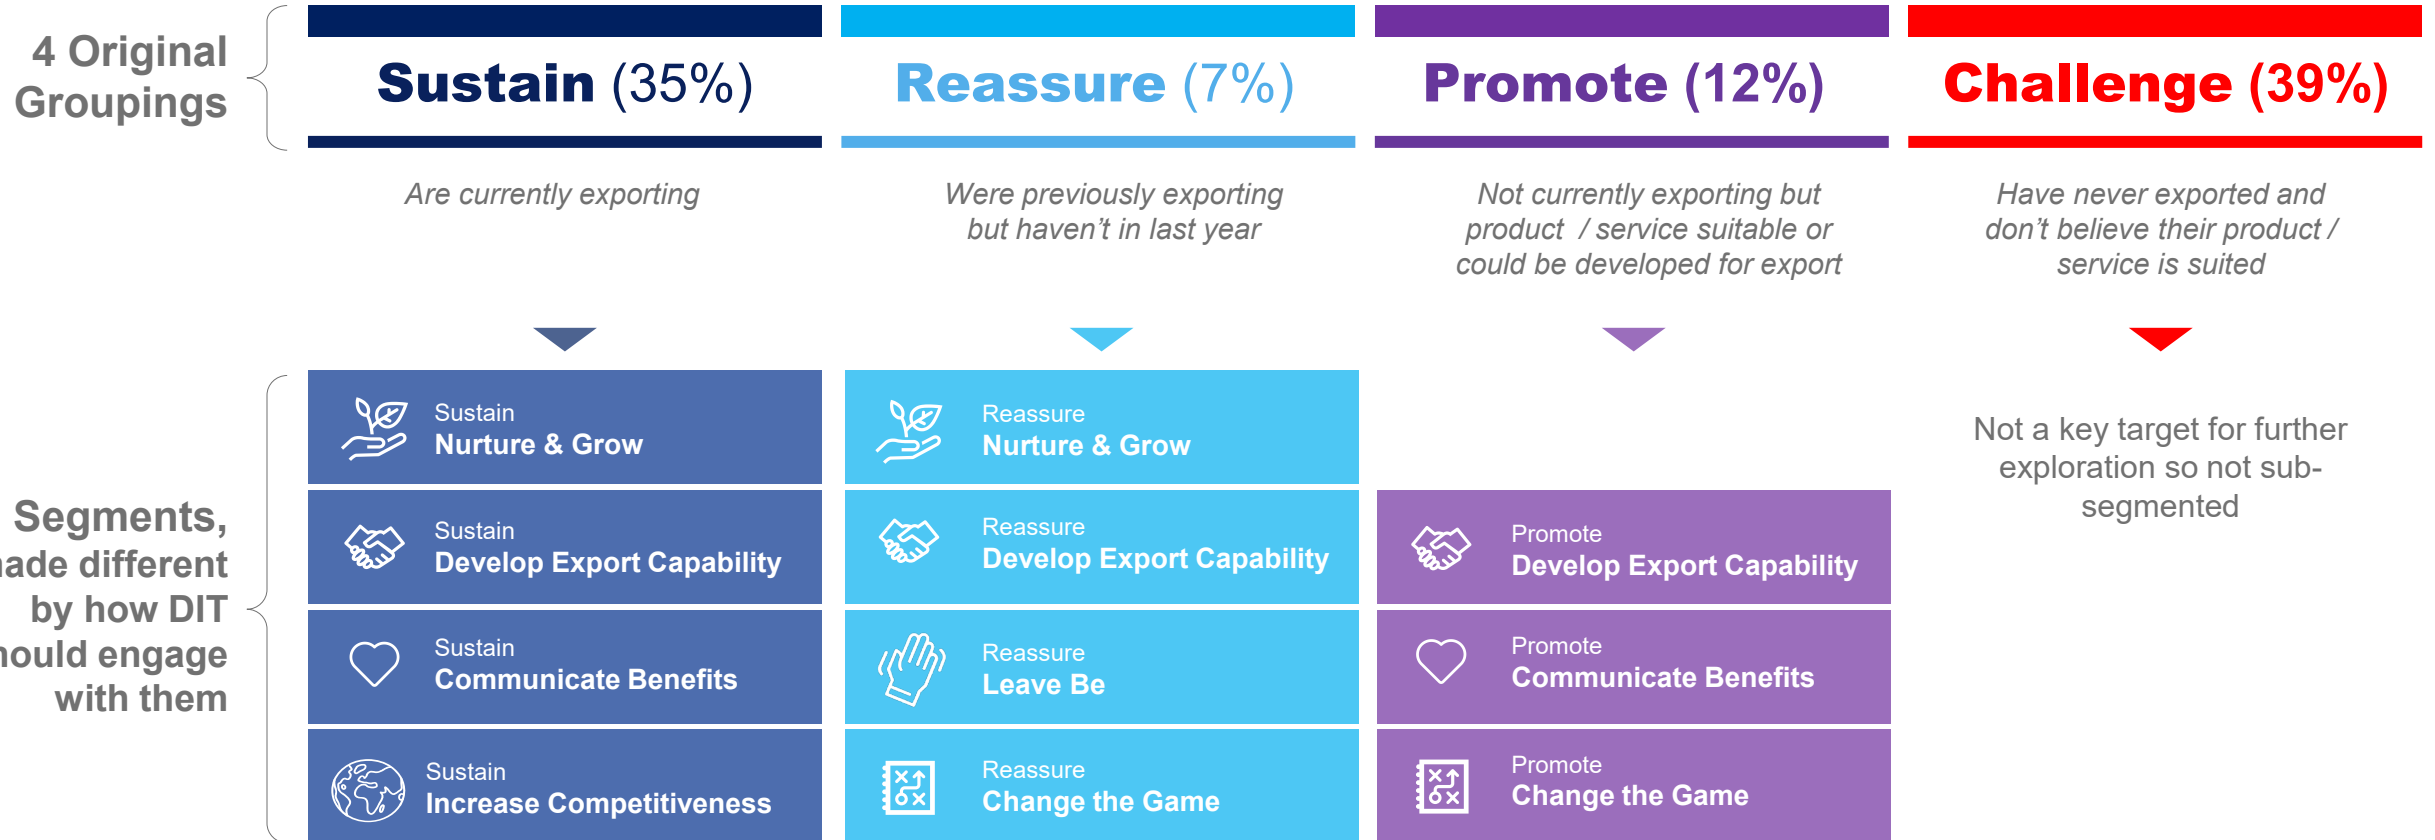 4 Original
Groupings
Sustain (35%)
Reassure (7%)
Promote (12%)
Challenge (39%)
Are currently exporting
Were previously exporting
but haven't in last year
Not currently exporting but
product / service suitable or
could be developed for export
Have never exported and
don't believe their product /
service is suited
Segments,
ade different
by how DIT
hould engage
with them
Sustain
Nurture & Grow
Sustain
Develop Export Capability
Sustain
Communicate Benefits
Sustain
Increase Competitiveness
Reassure
Nurture & Grow
Reassure
Develop Export Capability
Reassure
Leave Be
Reassure
Change the Game
Promote
Develop Export Capability
Promote
Communicate Benefits
Promote
Change the Game
Not a key target for further
exploration so not sub-
segmented